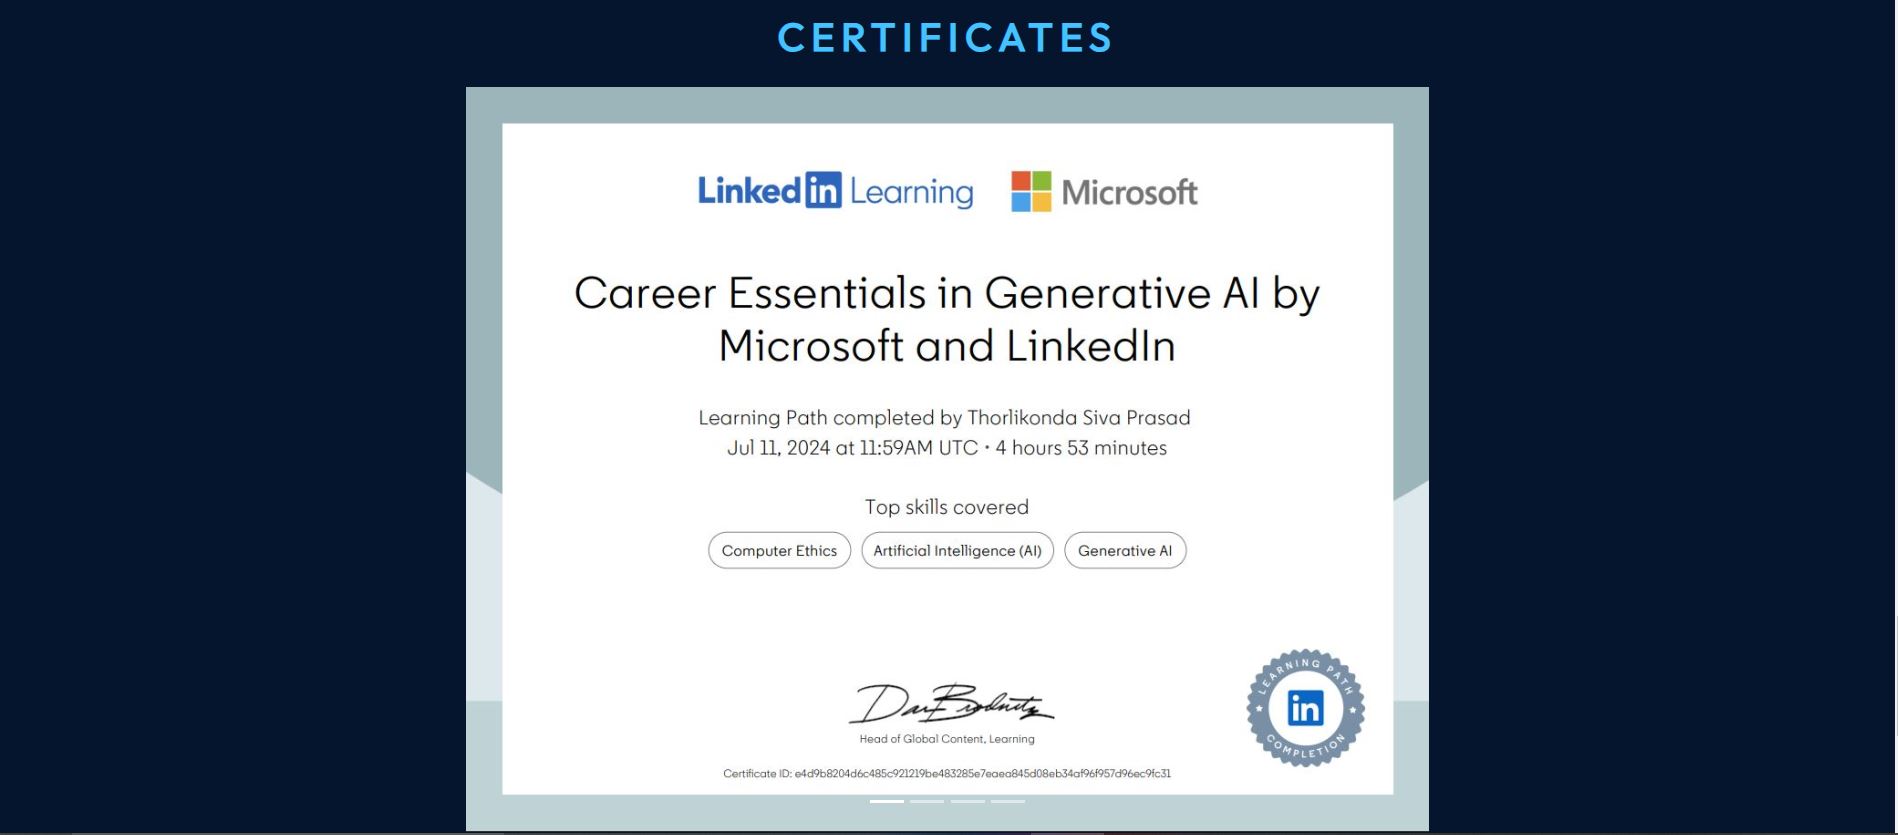 CERTIFICATES
Linked in Learning Microsoft
Career Essentials in Generative AI by
Microsoft and LinkedIn
Learning Path completed by Thorlikonda Siva Prasad
Jul 11, 2024 at 11:59AM UTC • 4 hours 53 minutes
Top skills covered
Computer Ethics Artificial Intelligence (AI) Generative AI
Dan Brodnitz
Head of Global Content, Learning
LEARNING PATH
in
COMPLETION
Certificate ID: e4d9b8204d6c485c921219be483285e7eaea845d08eb34af96f957d96ec9fc31